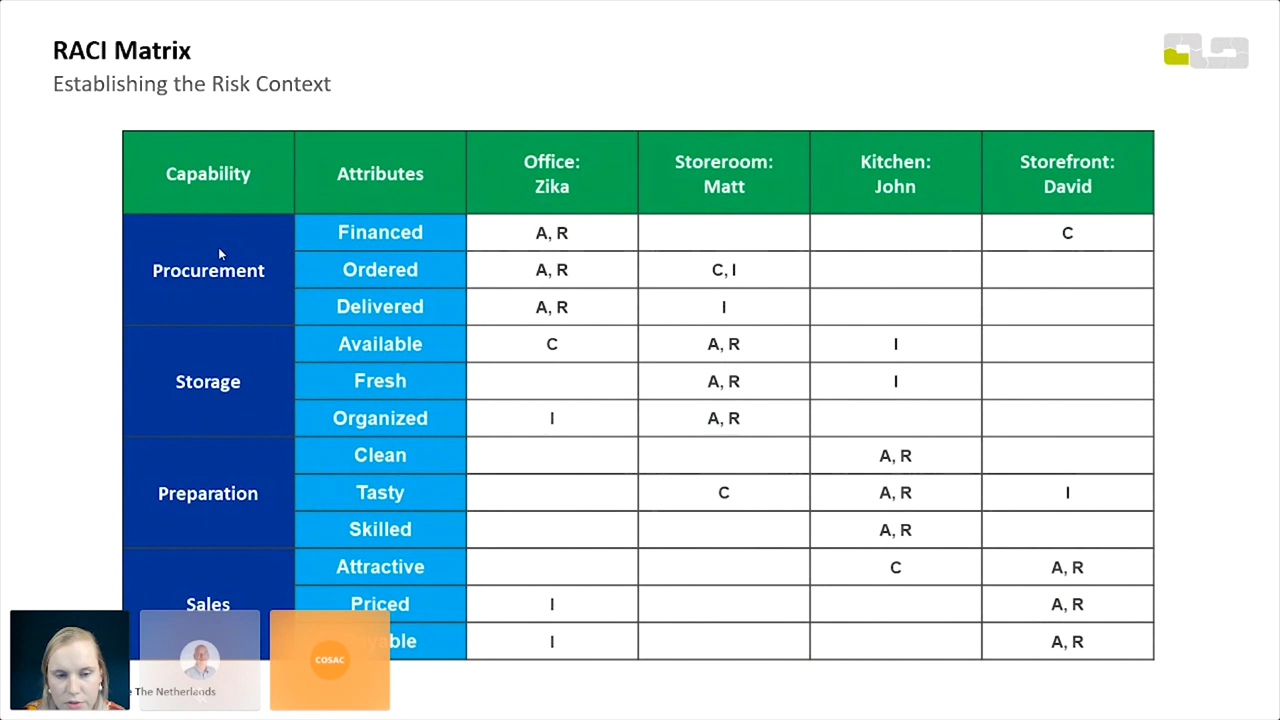 RACI Matrix
Establishing the Risk Context
Capability Attributes Office: Zika Storeroom: Matt Kitchen: John Storefront: David
Procurement
Financed A, R C
Ordered A, R C, I
Delivered A, R I
Storage
Available C A, R I
Fresh A, R I
Organized I A, R
Preparation
Clean A, R
Tasty C A, R I
Skilled A, R
Sales
Attractive C A, R
Priced I A, R
I A, R
COSAC
The Netherlands